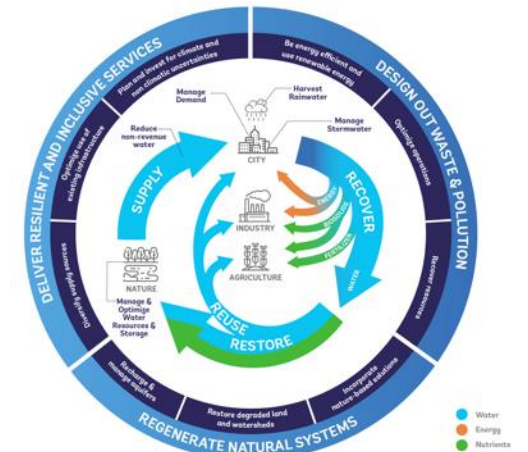 DELIVER RESILIENT AND INCLUSIVE SERVICES
DESIGN OUT WASTE & POLLUTION
REGENERATE NATURAL SYSTEMS
Plan and invest for climate and
non climatic uncertainties
Optimize use of
existing infrastructure
Diversify supply sources
Be energy efficient and
use renewable energy
Optimize operations
Recover resources
Incorporate
nature-based solutions
Restore degraded land
and watersheds
Recharge &
manage aquifers
Manage
Demand
Harvest
Rainwater
Manage
Stormwater
Reduce
non-revenue
water
CITY
SUPPLY
RECOVER
ENERGY
BIOSOLIDS
FERTILIZER
WATER
INDUSTRY
AGRICULTURE
NATURE
Manage &
Optimize
Water
Resources &
Storage
REUSE
RESTORE
Water
Energy
Nutrients